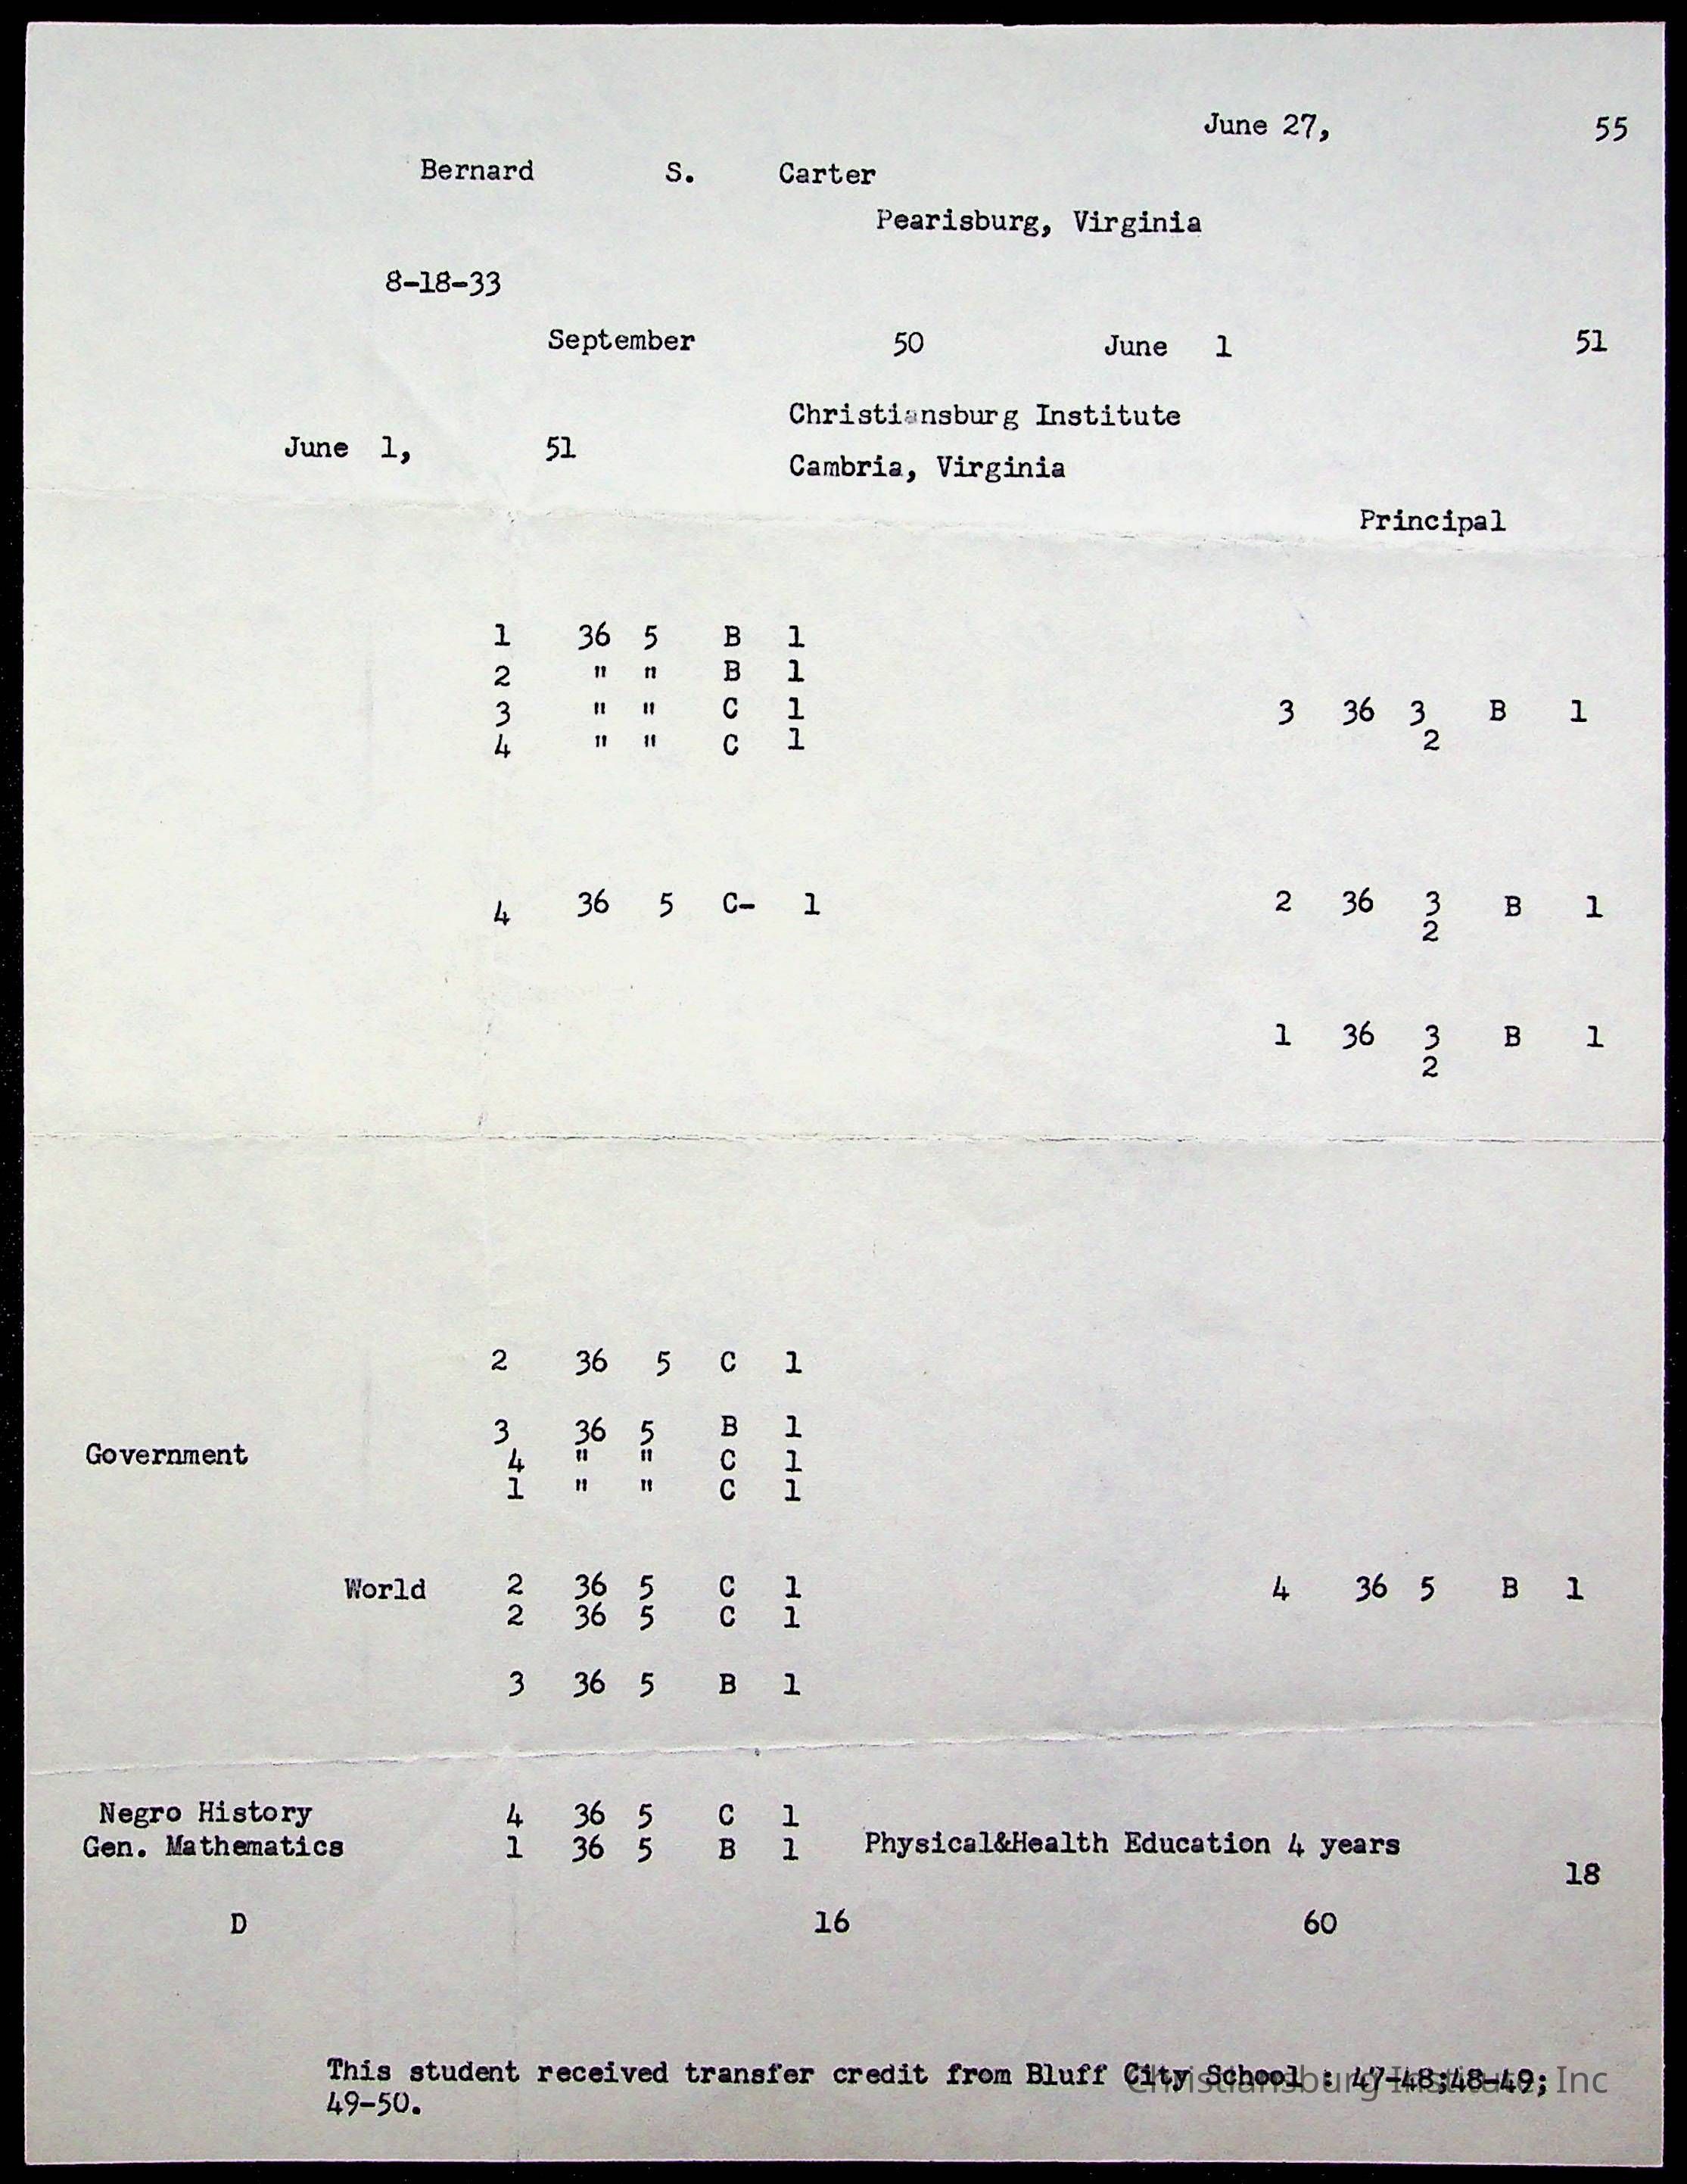 June 27, 55
Bernard S. Carter
Pearisburg, Virginia
8-18-33
September 50 June 1 51
Christiansburg Institute
June 1, 51
Cambria, Virginia
Principal
1 36 5 B 1
2 " " B 1
3 " " C 1 3 36 3 B 1
4 " " C 1 2
4 36 5 C- 1 2 36 3 B 1
2
1 36 3 B 1
2
2 36 5 C 1
3 36 5 B 1
Government 4 " " C 1
1 " " C 1
World 2 36 5 C 1 4 36 5 B 1
2 36 5 C 1
3 36 5 B 1
Negro History 4 36 5 C 1
Gen. Mathematics 1 36 5 B 1 Physical&Health Education 4 years
18
D 16 60
This student received transfer credit from Bluff City School : 47-48;48-49;
49-50.
Christiansburg Institute, Inc